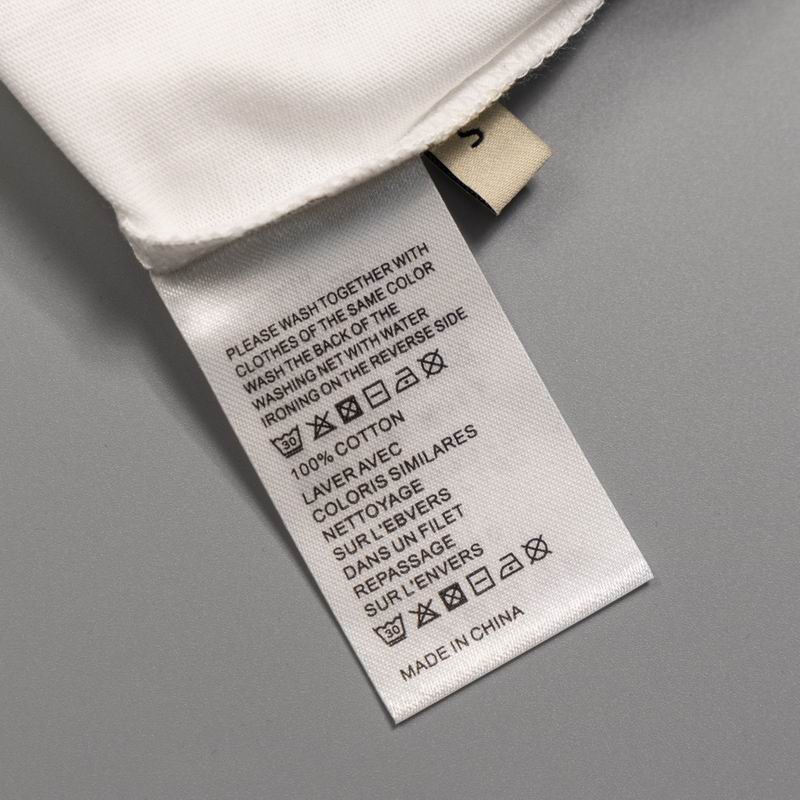 S
PLEASE WASH TOGETHER WITH
CLOTHES OF THE SAME COLOR
WASH THE BACK OF THE
WASHING NET WITH WATER
IRONING ON THE REVERSE SIDE
30
100% COTTON
LAVER AVEC
COLORIS SIMILARES
NETTOYAGE
SUR L'EBVERS
DANS UN FILET
REPASSAGE
SUR L'ENVERS
30
MADE IN CHINA